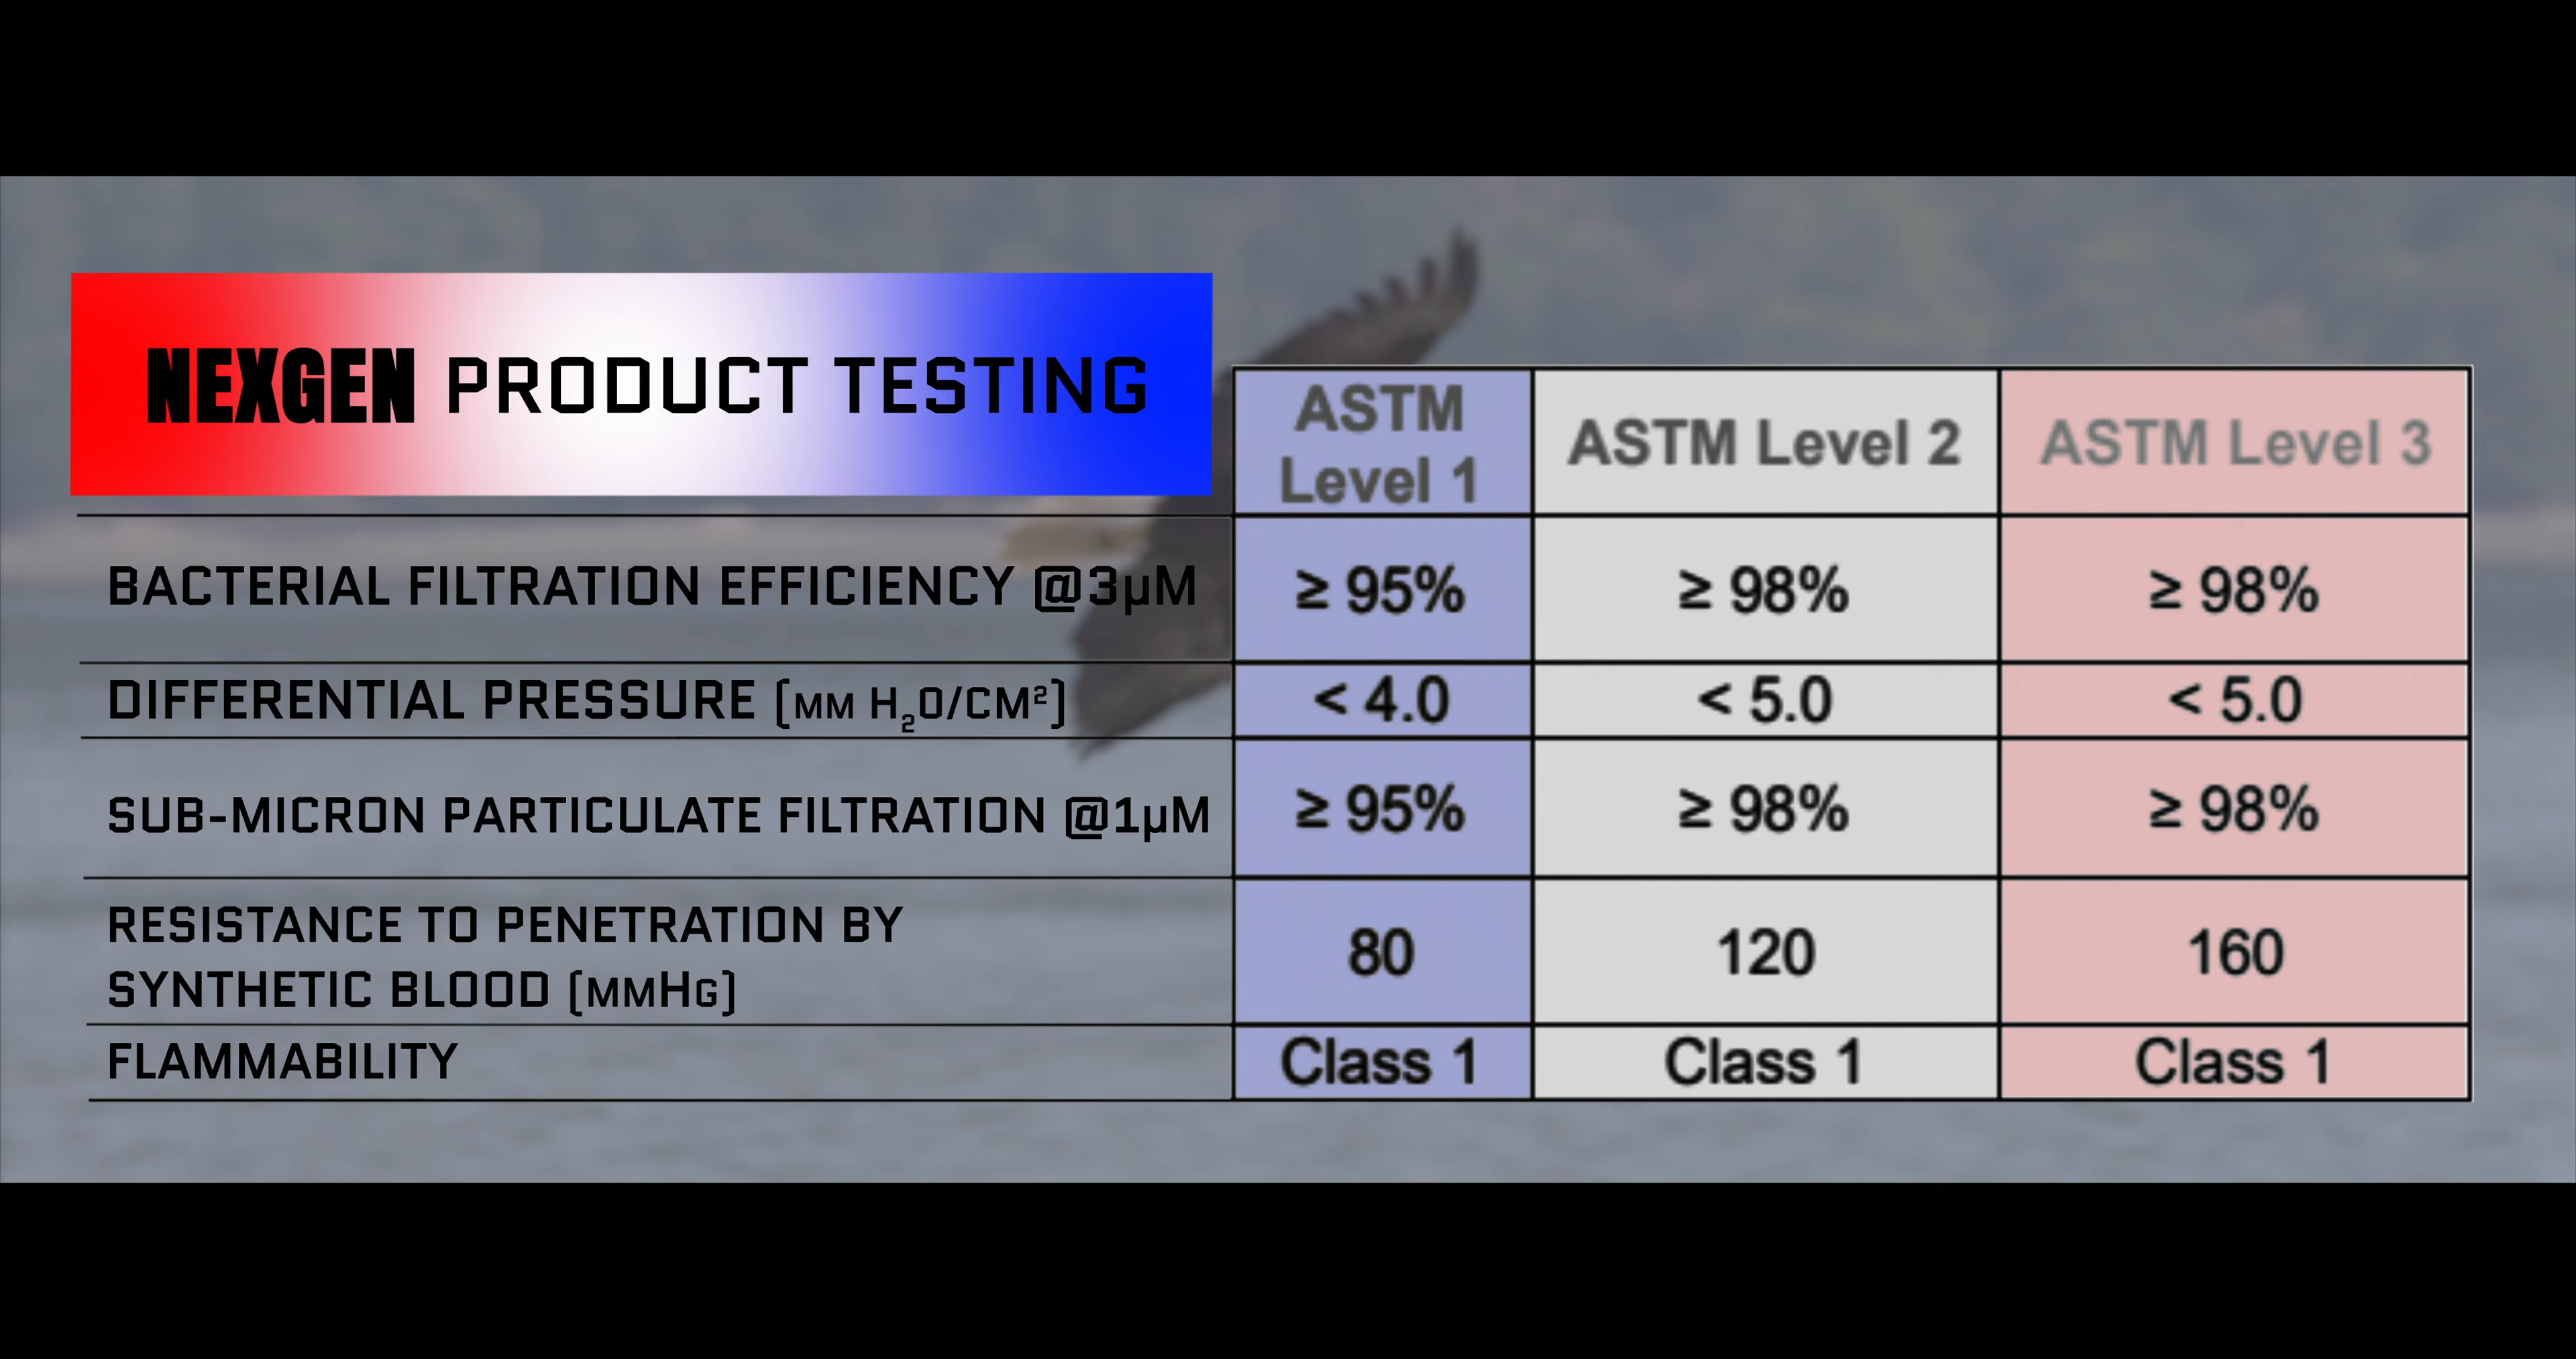 NEXGEN PRODUCT TESTING
ASTM Level 1
ASTM Level 2
ASTM Level 3
BACTERIAL FILTRATION EFFICIENCY @3µM
≥ 95%
≥ 98%
≥ 98%
DIFFERENTIAL PRESSURE [MM H₂O/CM²]
< 4.0
< 5.0
< 5.0
SUB-MICRON PARTICULATE FILTRATION @1µM
≥ 95%
≥ 98%
≥ 98%
RESISTANCE TO PENETRATION BY
SYNTHETIC BLOOD [MMHG]
80
120
160
FLAMMABILITY
Class 1
Class 1
Class 1